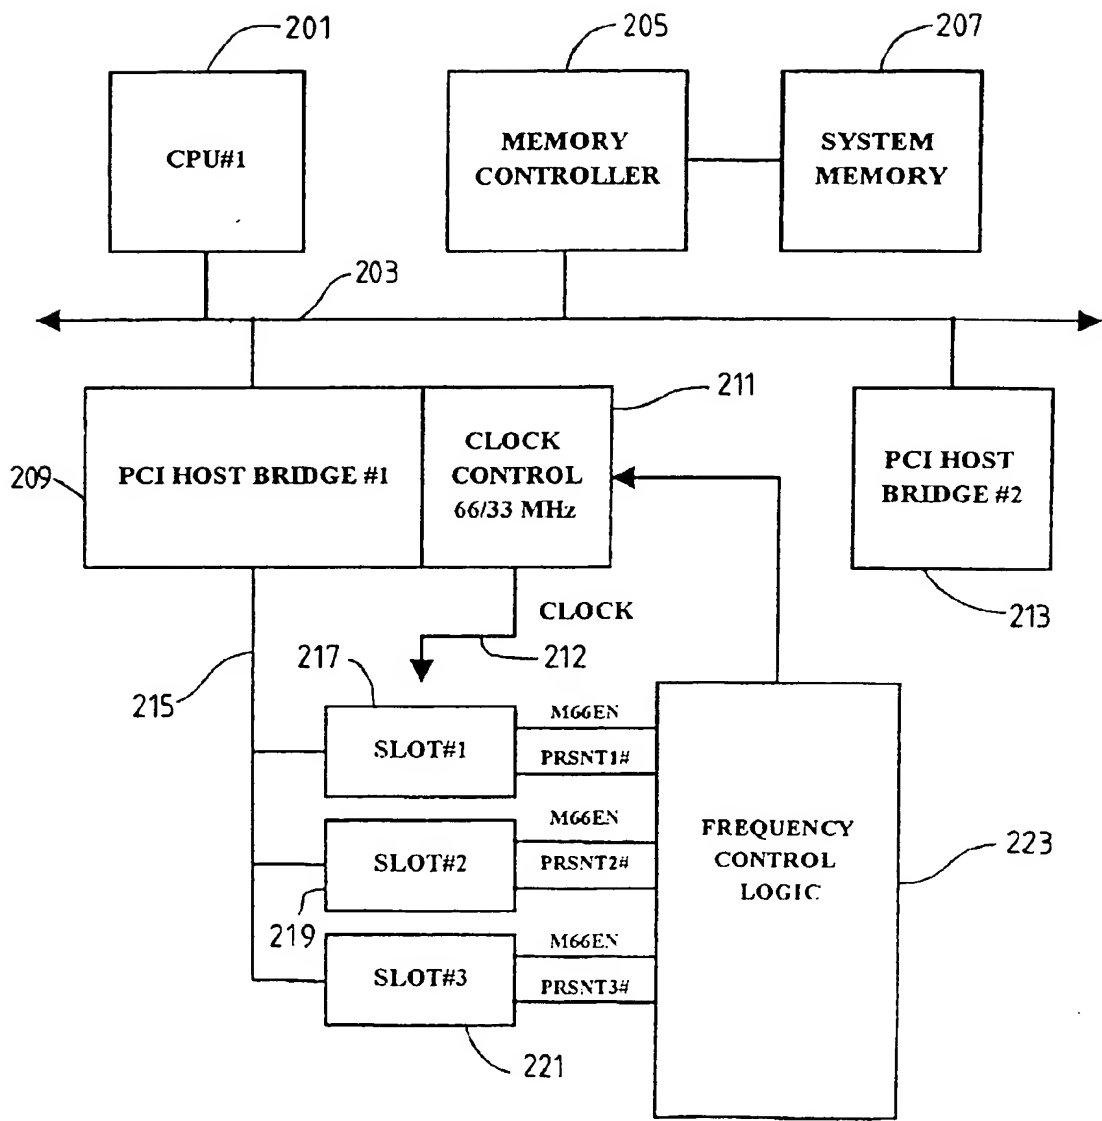 201
205
207
CPU#1
MEMORY
CONTROLLER
SYSTEM
MEMORY
203
211
209
PCI HOST BRIDGE #1
CLOCK
CONTROL
66/33 MHz
PCI HOST
BRIDGE #2
213
CLOCK
212
215
217
SLOT#1
M66EN
PRSNT1#
SLOT#2
M66EN
PRSNT2#
219
SLOT#3
M66EN
PRSNT3#
221
FREQUENCY
CONTROL
LOGIC
223